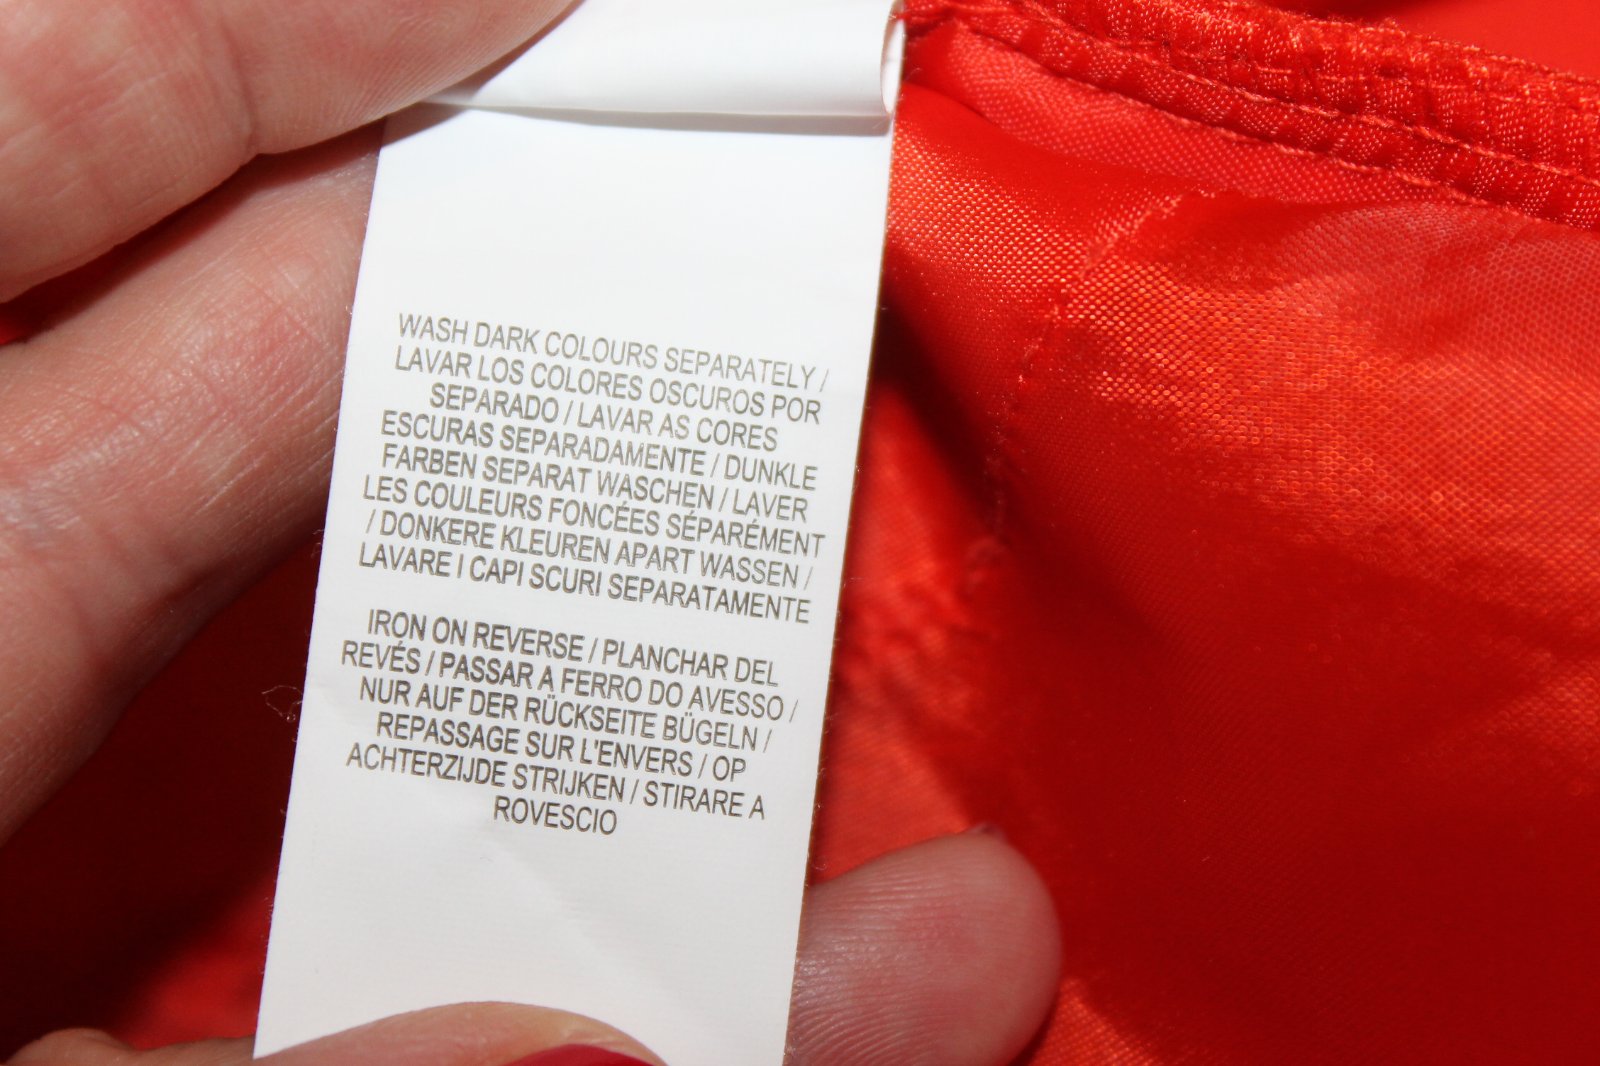 WASH DARK COLOURS SEPARATELY /
LAVAR LOS COLORES OSCUROS POR
SEPARADO / LAVAR AS CORES
ESCURAS SEPARADAMENTE / DUNKLE
FARBEN SEPARAT WASCHEN / LAVER
LES COULEURS FONCÉES SÉPARÉMENT
/ DONKERE KLEUREN APART WASSEN /
LAVARE I CAPI SCURI SEPARATAMENTE
IRON ON REVERSE / PLANCHAR DEL
REVÉS / PASSAR A FERRO DO AVESSO /
NUR AUF DER RÜCKSEITE BÜGELN /
REPASSAGE SUR L'ENVERS / OP
ACHTERZIJDE STRIJKEN / STIRARE A
ROVESCIO